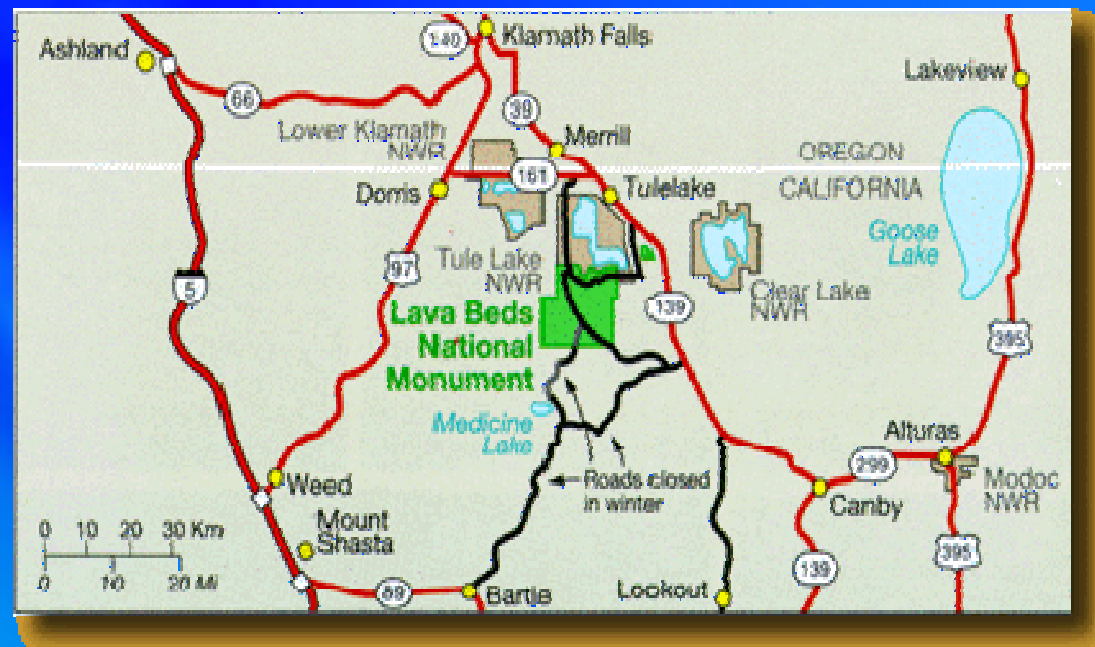 140
Klamath Falls
Ashland
Lakeview
66
39
Lower Klamath
NWR
Merrill
OREGON
161
Dorris
Tulelake
CALIFORNIA
Goose
Lake
Tule Lake
NWR
97
5
Clear Lake
NWR
139
Lava Beds
National
Monument
395
Medicine
Lake
Alturas
299
Roads closed
in winter
Weed
Modoc
NWR
Canby
Mount
Shasta
0 10 20 30 Km
0 10 20 Mi
395
139
89
Bartle
Lookout